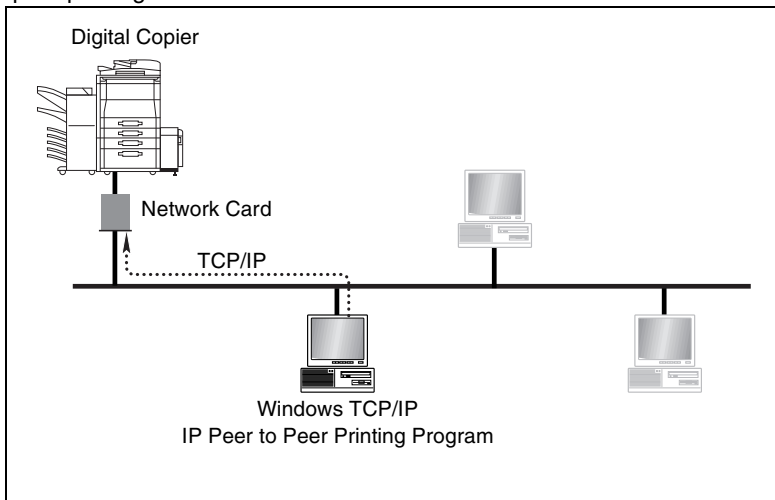 Digital Copier
Network Card
TCP/IP
Windows TCP/IP
IP Peer to Peer Printing Program